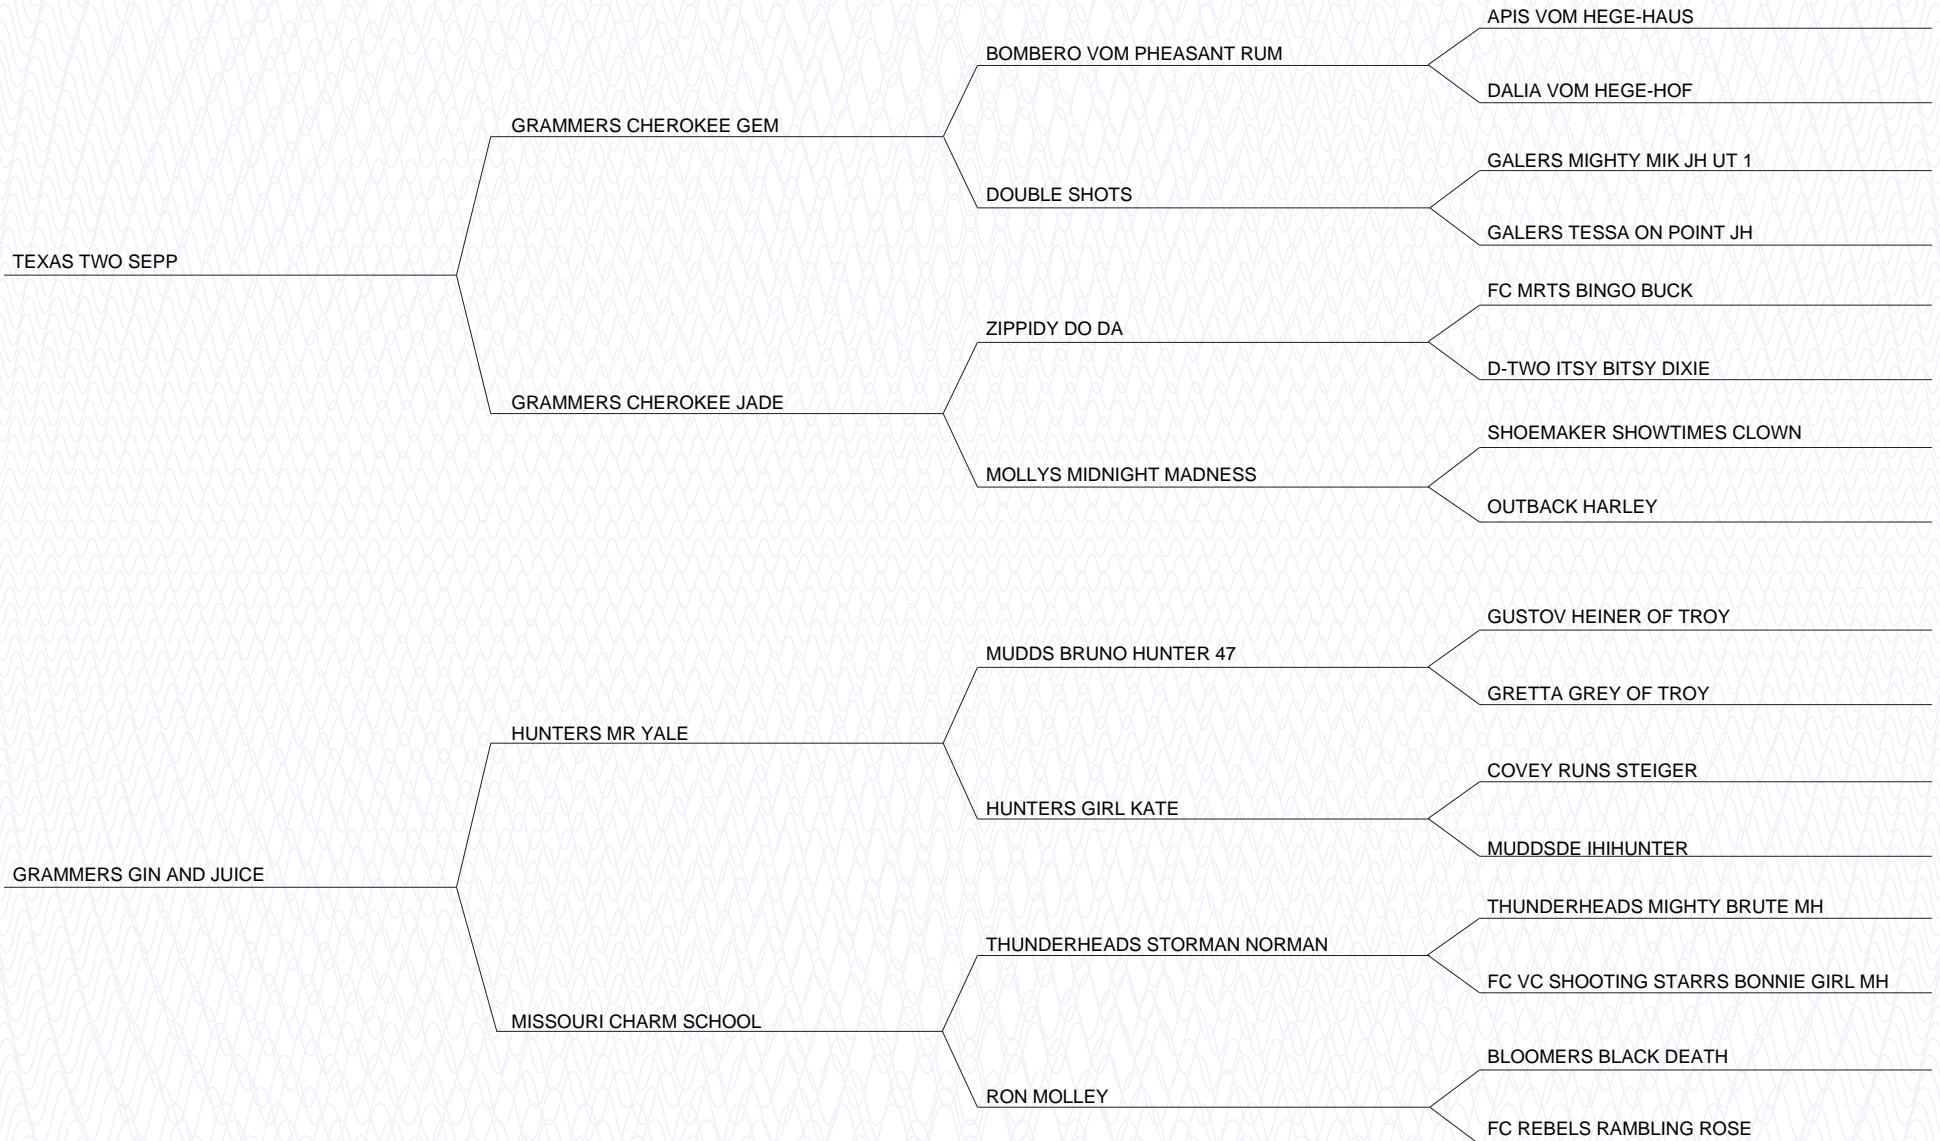 APIS VOM HEGE-HAUS
BOMBERO VOM PHEASANT RUM
DALIA VOM HEGE-HOF
GRAMMERS CHEROKEE GEM
GALERS MIGHTY MIK JH UT 1
DOUBLE SHOTS
GALERS TESSA ON POINT JH
TEXAS TWO SEPP
FC MRTS BINGO BUCK
ZIPPIDY DO DA
D-TWO ITSY BITSY DIXIE
GRAMMERS CHEROKEE JADE
SHOEMAKER SHOWTIMES CLOWN
MOLLYS MIDNIGHT MADNESS
OUTBACK HARLEY
GUSTOV HEINER OF TROY
MUDDS BRUNO HUNTER 47
GRETTA GREY OF TROY
HUNTERS MR YALE
COVEY RUNS STEIGER
HUNTERS GIRL KATE
MUDDSDE IHIHUNTER
GRAMMERS GIN AND JUICE
THUNDERHEADS MIGHTY BRUTE MH
THUNDERHEADS STORMAN NORMAN
FC VC SHOOTING STARRS BONNIE GIRL MH
MISSOURI CHARM SCHOOL
BLOOMERS BLACK DEATH
RON MOLLEY
FC REBELS RAMBLING ROSE